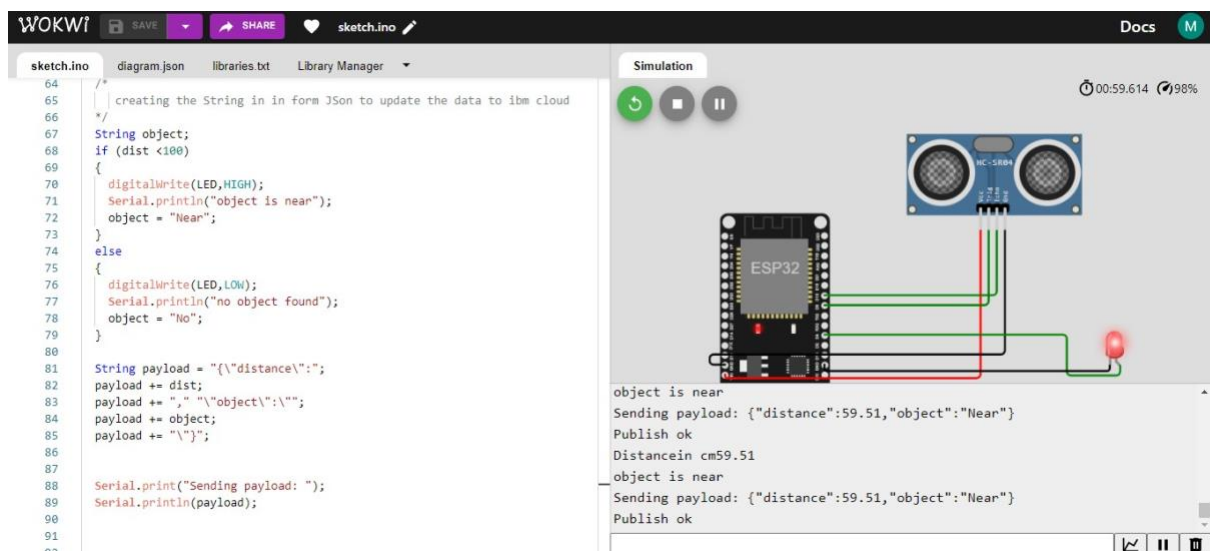 WOKWI SAVE SHARE sketch.ino Docs M
sketch.ino diagram.json libraries.txt Library Manager
64 /*
65 creating the String in in form JSon to update the data to ibm cloud
66 */
67 String object;
68 if (dist <100)
69 {
70 digitalWrite(LED,HIGH);
71 Serial.println("object is near");
72 object = "Near";
73 }
74 else
75 {
76 digitalWrite(LED,LOW);
77 Serial.println("no object found");
78 object = "No";
79 }
80
81 String payload = "{\"distance\":";
82 payload += dist;
83 payload += "," "\"object\":\"";
84 payload += object;
85 payload += "\"}";
86
87
88 Serial.print("Sending payload: ");
89 Serial.println(payload);
90
91
Simulation
00:59.614 98%
HC-SR04
Vcc
Trig
Echo
Gnd
ESP32
object is near
Sending payload: {"distance":59.51,"object":"Near"}
Publish ok
Distancein cm59.51
object is near
Sending payload: {"distance":59.51,"object":"Near"}
Publish ok